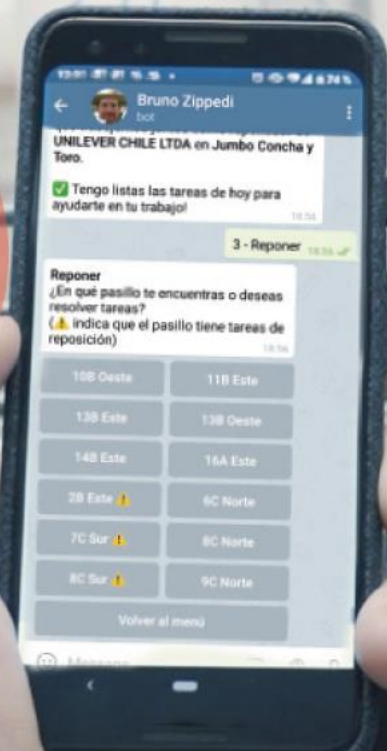 Bruno Zippedi
bot
UNILEVER CHILE LTDA en Jumbo Concha y
Toro.
✅ Tengo listas las tareas de hoy para
ayudarte en tu trabajo!
18:56
3 - Reponer 18:56
Reponer
¿En qué pasillo te encuentras o deseas
resolver tareas?
(⚠️ indica que el pasillo tiene tareas de
reposición)
18:56
10B Oeste 11B Este
13B Este 13B Oeste
14B Este 16A Este
2B Este ⚠️ 6C Norte
7C Sur ⚠️ 8C Norte
8C Sur ⚠️ 9C Norte
Volver al menú
Message